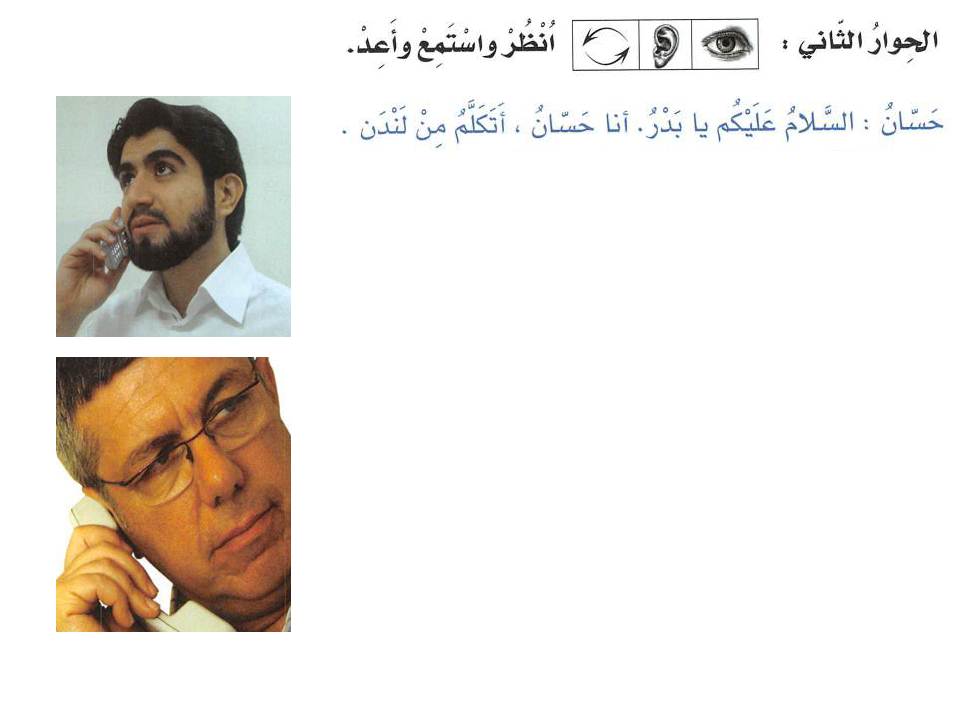 الحِوارُ الثّاني : اُنْظُرْ واسْتَمِعْ وأَعِدْ.
حَسّانُ : السَّلامُ عَلَيْكُم يا بَدْرُ. أنا حَسّانُ ، أَتَكَلَّمُ مِنْ لَنْدَن .